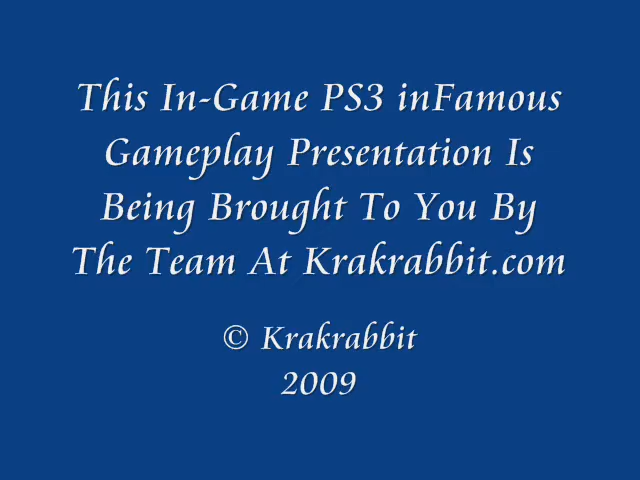 This In-Game PS3 inFamous
Gameplay Presentation Is
Being Brought To You By
The Team At Krakrabbit.com
© Krakrabbit
2009